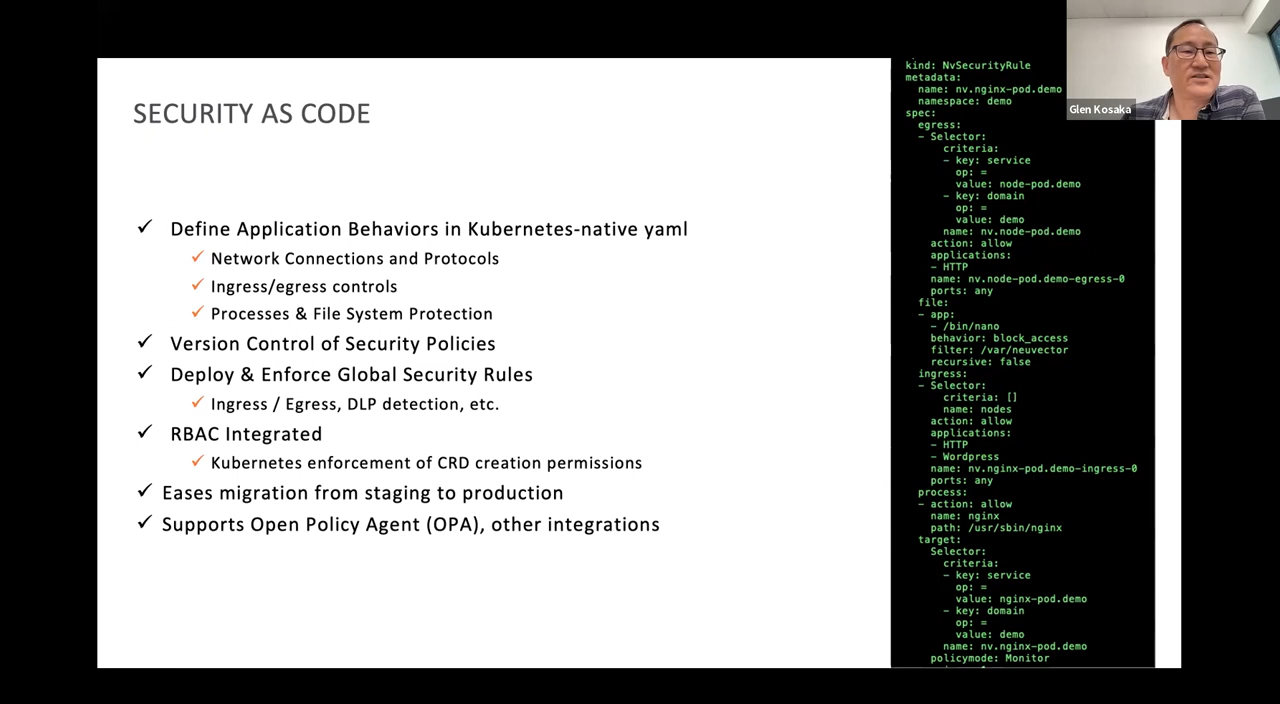 SECURITY AS CODE
✓ Define Application Behaviors in Kubernetes-native yaml
✓ Network Connections and Protocols
✓ Ingress/egress controls
✓ Processes & File System Protection
✓ Version Control of Security Policies
✓ Deploy & Enforce Global Security Rules
✓ Ingress / Egress, DLP detection, etc.
✓ RBAC Integrated
✓ Kubernetes enforcement of CRD creation permissions
✓ Eases migration from staging to production
✓ Supports Open Policy Agent (OPA), other integrations
kind: NvSecurityRule
metadata:
  name: nv.nginx-pod.demo
  namespace: demo
spec:
  egress:
  - Selector:
      criteria:
      - key: service
        op: =
        value: node-pod.demo
      - key: domain
        op: =
        value: demo
      name: nv.node-pod.demo
    action: allow
    applications:
    - HTTP
    name: nv.node-pod.demo-egress-0
    ports: any
  file:
  - app:
    - /bin/nano
    behavior: block_access
    filter: /var/neuvector
    recursive: false
  ingress:
  - Selector:
      criteria: []
      name: nodes
    action: allow
    applications:
    - HTTP
    - Wordpress
    name: nv.nginx-pod.demo-ingress-0
    ports: any
  process:
  - action: allow
    name: nginx
    path: /usr/sbin/nginx
  target:
    Selector:
      criteria:
      - key: service
        op: =
        value: nginx-pod.demo
      - key: domain
        op: =
        value: demo
      name: nv.nginx-pod.demo
    policymode: Monitor
Glen Kosaka